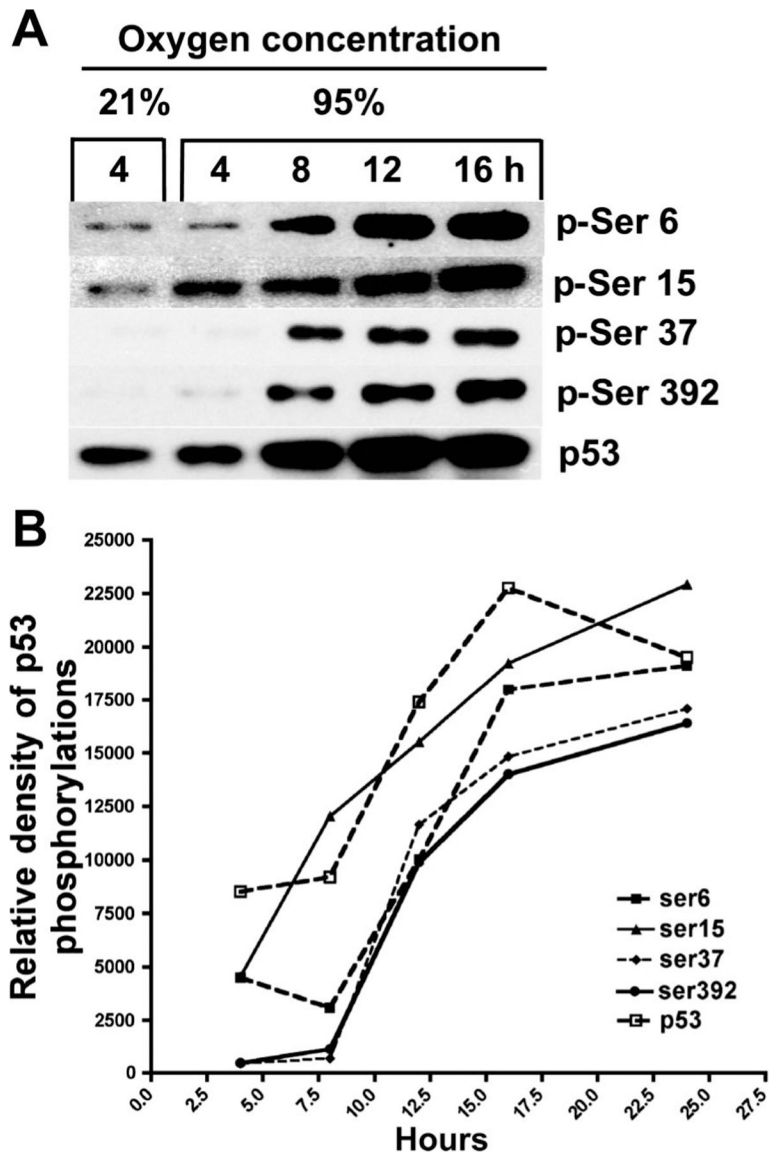 A
Oxygen concentration
21% 95%
4 4 8 12 16 h
p-Ser 6
p-Ser 15
p-Ser 37
p-Ser 392
p53
B
Relative density of p53
phosphorylations
25000
22500
20000
17500
15000
12500
10000
7500
5000
2500
0
ser6
ser15
ser37
ser392
p53
0.0 2.5 5.0 7.5 10.0 12.5 15.0 17.5 20.0 22.5 25.0 27.5
Hours